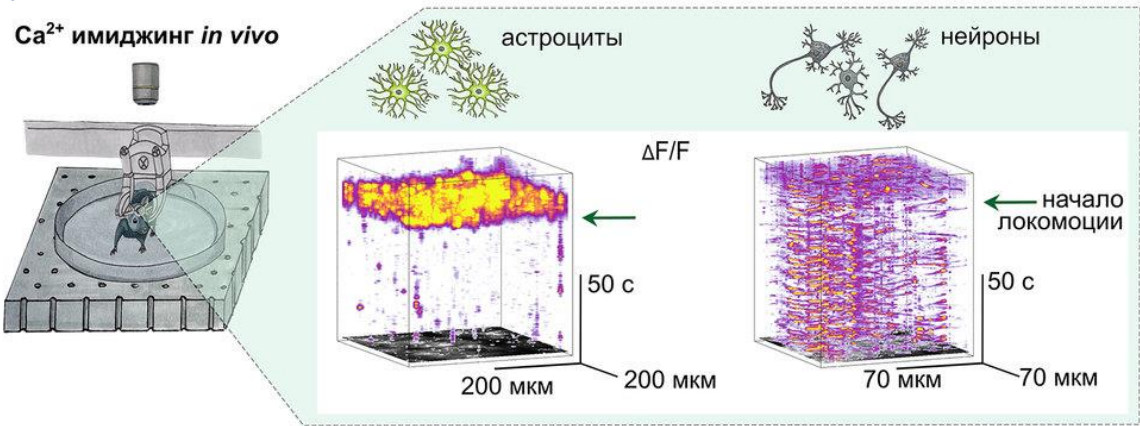 Ca²⁺ имиджинг in vivo
астроциты
нейроны
ΔF/F
начало
локомоции
50 с
200 мкм
200 мкм
50 с
70 мкм
70 мкм